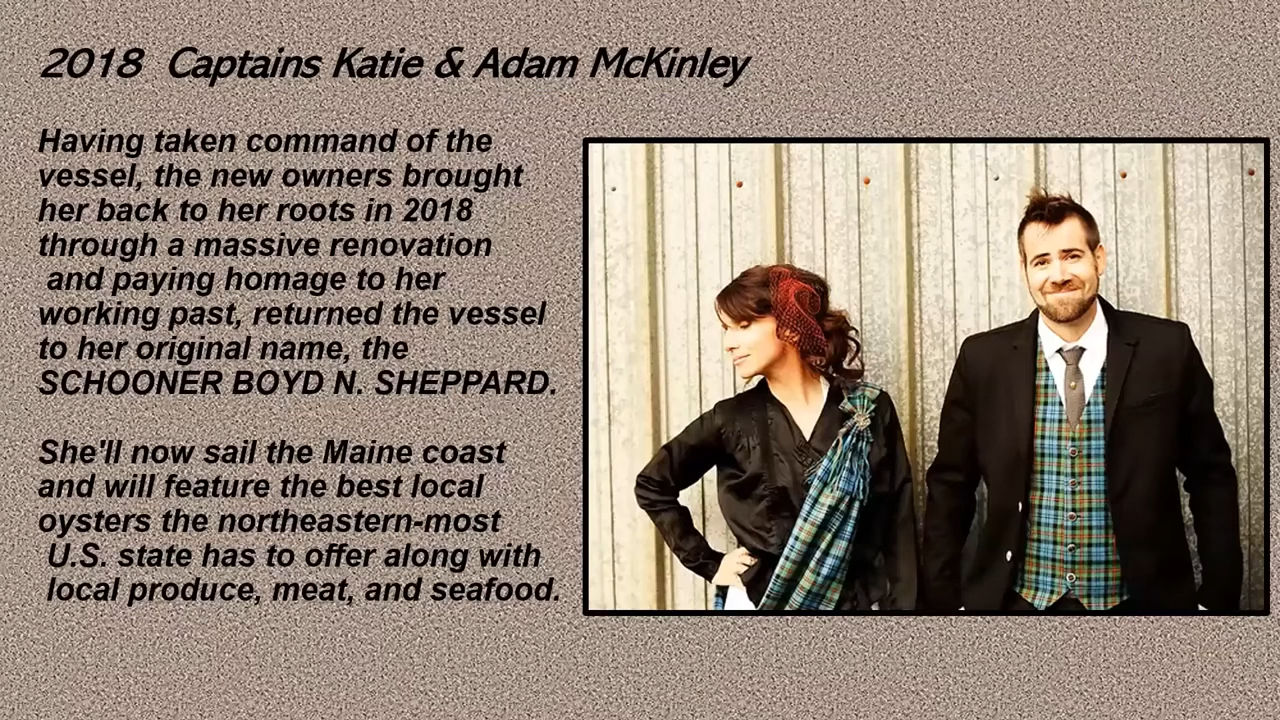 2018 Captains Katie & Adam McKinley
Having taken command of the
vessel, the new owners brought
her back to her roots in 2018
through a massive renovation
and paying homage to her
working past, returned the vessel
to her original name, the
SCHOONER BOYD N. SHEPPARD.
She'll now sail the Maine coast
and will feature the best local
oysters the northeastern-most
U.S. state has to offer along with
local produce, meat, and seafood.